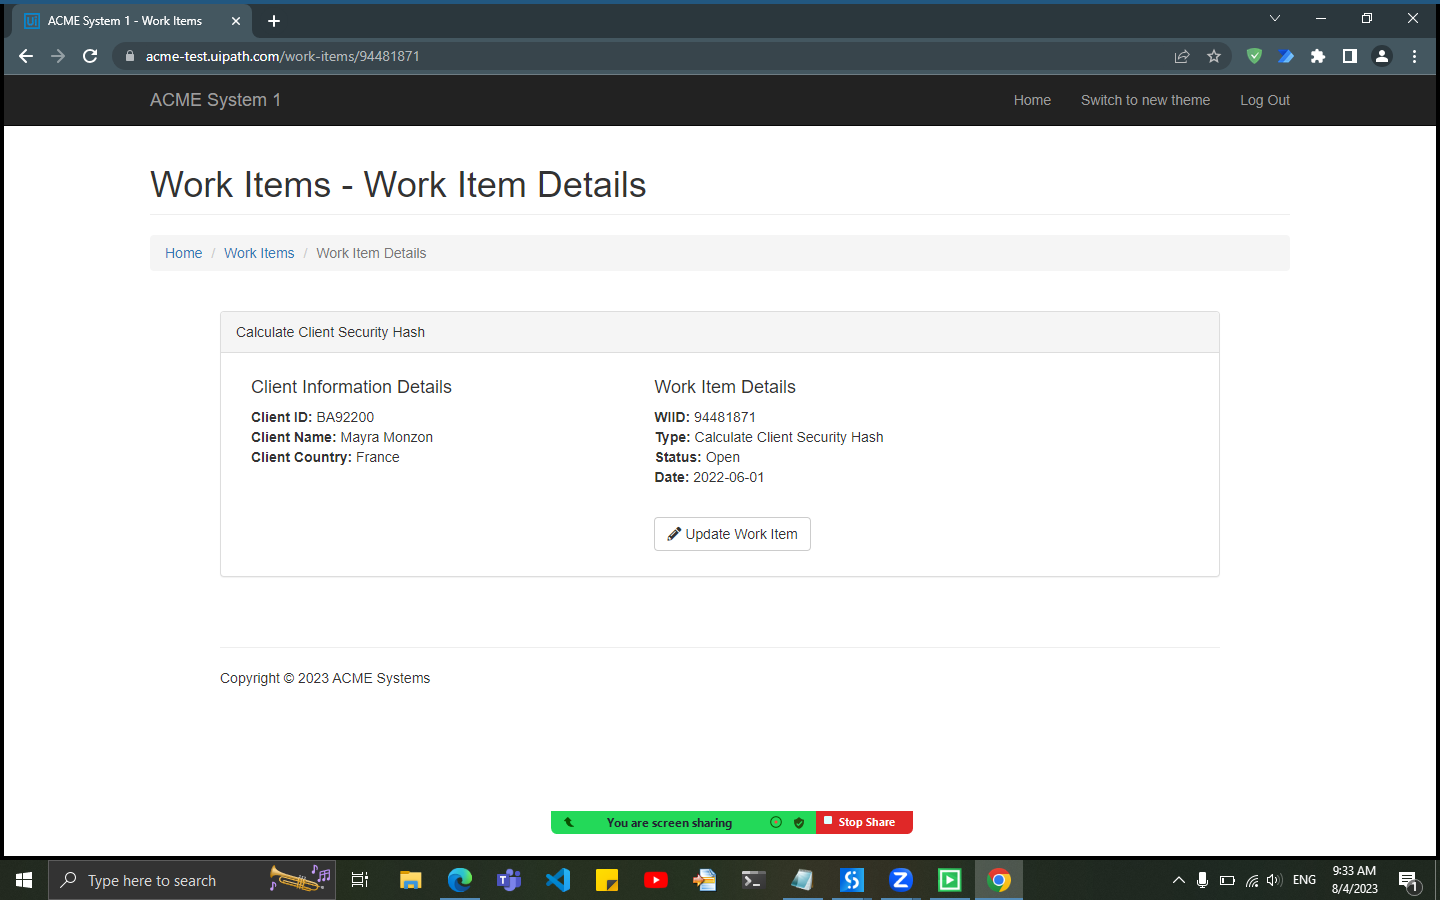 ACME System 1 - Work Items
acme-test.uipath.com/work-items/94481871
ACME System 1
Home
Switch to new theme
Log Out
Work Items - Work Item Details
Home / Work Items / Work Item Details
Calculate Client Security Hash
Client Information Details
Client ID: BA92200
Client Name: Mayra Monzon
Client Country: France
Work Item Details
WIID: 94481871
Type: Calculate Client Security Hash
Status: Open
Date: 2022-06-01
Update Work Item
Copyright © 2023 ACME Systems
You are screen sharing
Stop Share
Type here to search
ENG
9:33 AM
8/4/2023
1